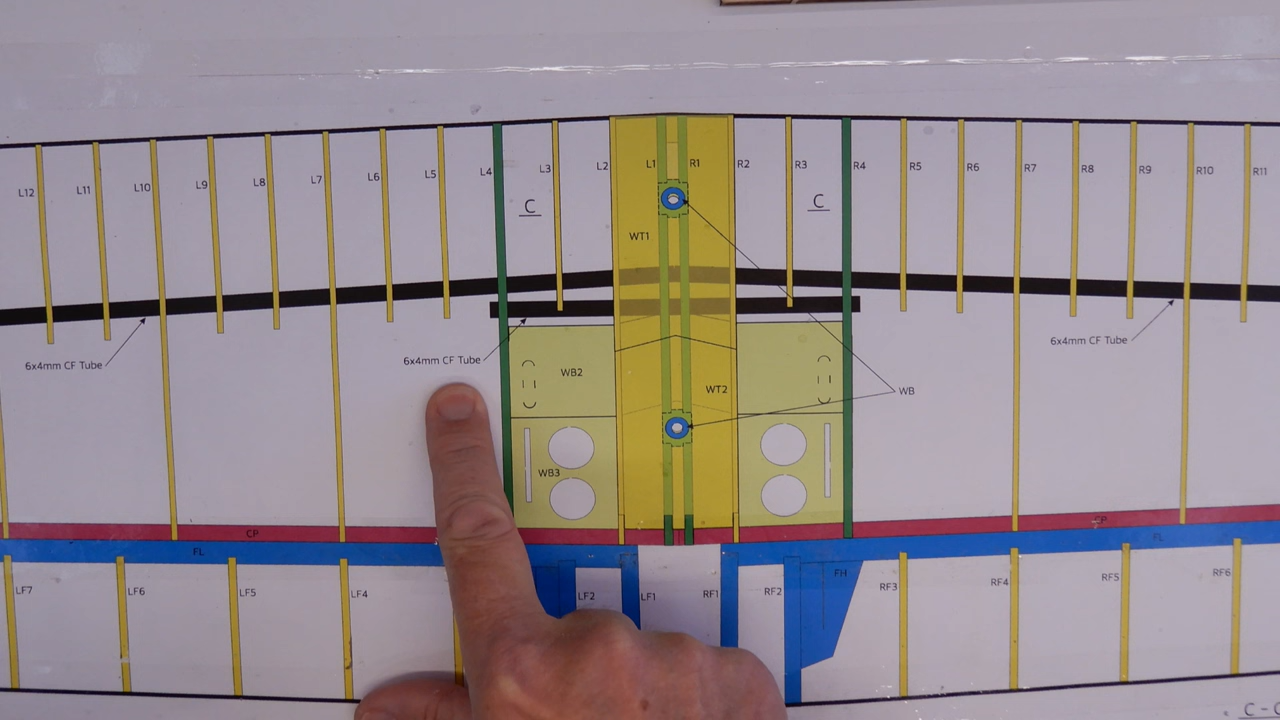 L12
L11
L10
L9
L8
L7
L6
L5
L4
L3
L2
L1
R1
R2
R3
R4
R5
R6
R7
R8
R9
R10
R11
C
C
WT1
6x4mm CF Tube
6x4mm CF Tube
6x4mm CF Tube
WB2
WT2
WB
WB3
CP
CP
FL
FL
LF7
LF6
LF5
LF4
LF2
LF1
RF1
RF2
FH
RF3
RF4
RF5
RF6